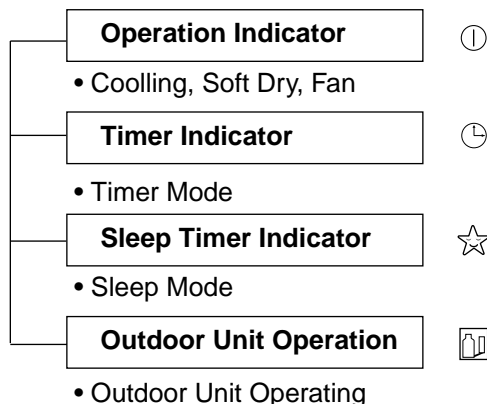 Operation Indicator
• Coolling, Soft Dry, Fan
Timer Indicator
• Timer Mode
Sleep Timer Indicator
• Sleep Mode
Outdoor Unit Operation
• Outdoor Unit Operating